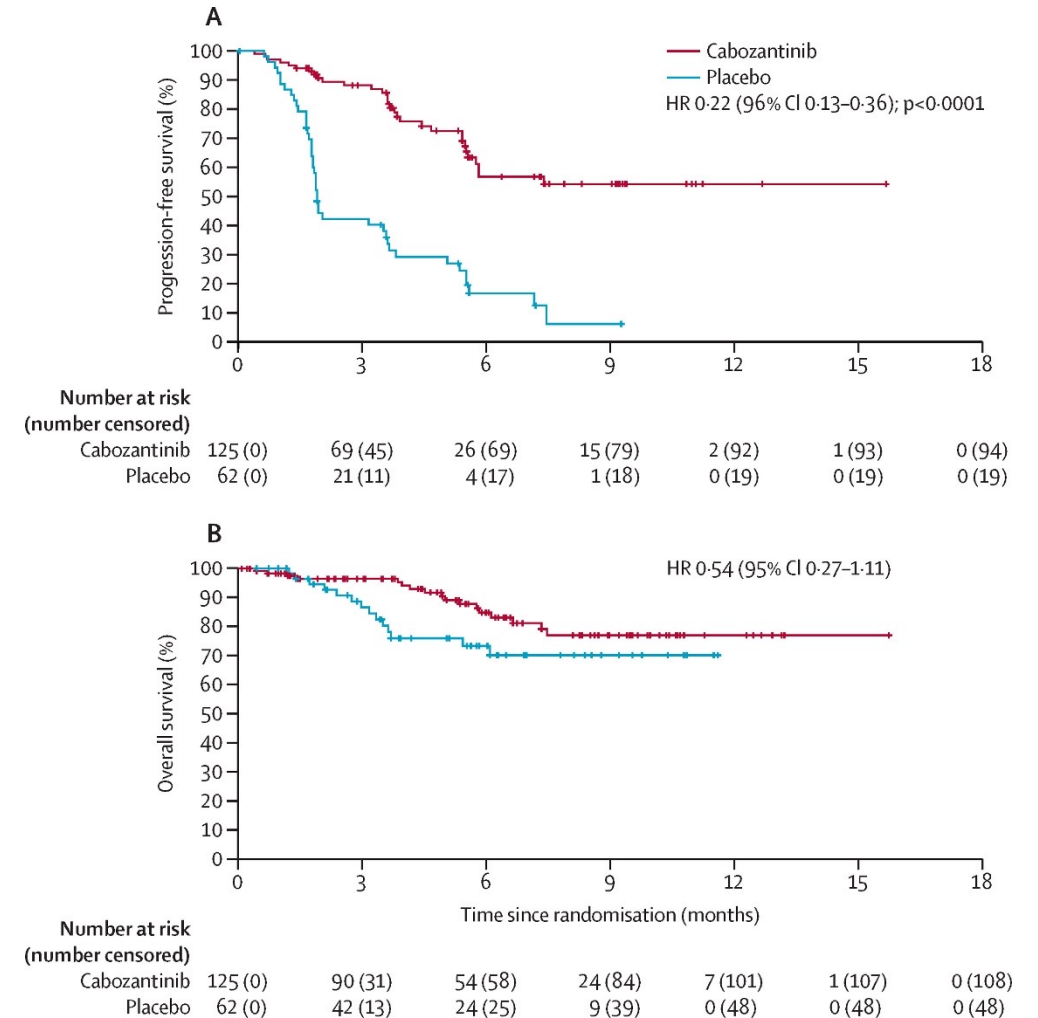 A
100
90
80
70
60
50
40
30
20
10
0
Progression-free survival (%)
Cabozantinib
Placebo
HR 0·22 (96% CI 0·13–0·36); p<0·0001
0 3 6 9 12 15 18
Number at risk
(number censored)
Cabozantinib 125 (0) 69 (45) 26 (69) 15 (79) 2 (92) 1 (93) 0 (94)
Placebo 62 (0) 21 (11) 4 (17) 1 (18) 0 (19) 0 (19) 0 (19)
B
100
90
80
70
60
50
40
30
20
10
0
Overall survival (%)
HR 0·54 (95% CI 0·27–1·11)
0 3 6 9 12 15 18
Time since randomisation (months)
Number at risk
(number censored)
Cabozantinib 125 (0) 90 (31) 54 (58) 24 (84) 7 (101) 1 (107) 0 (108)
Placebo 62 (0) 42 (13) 24 (25) 9 (39) 0 (48) 0 (48) 0 (48)